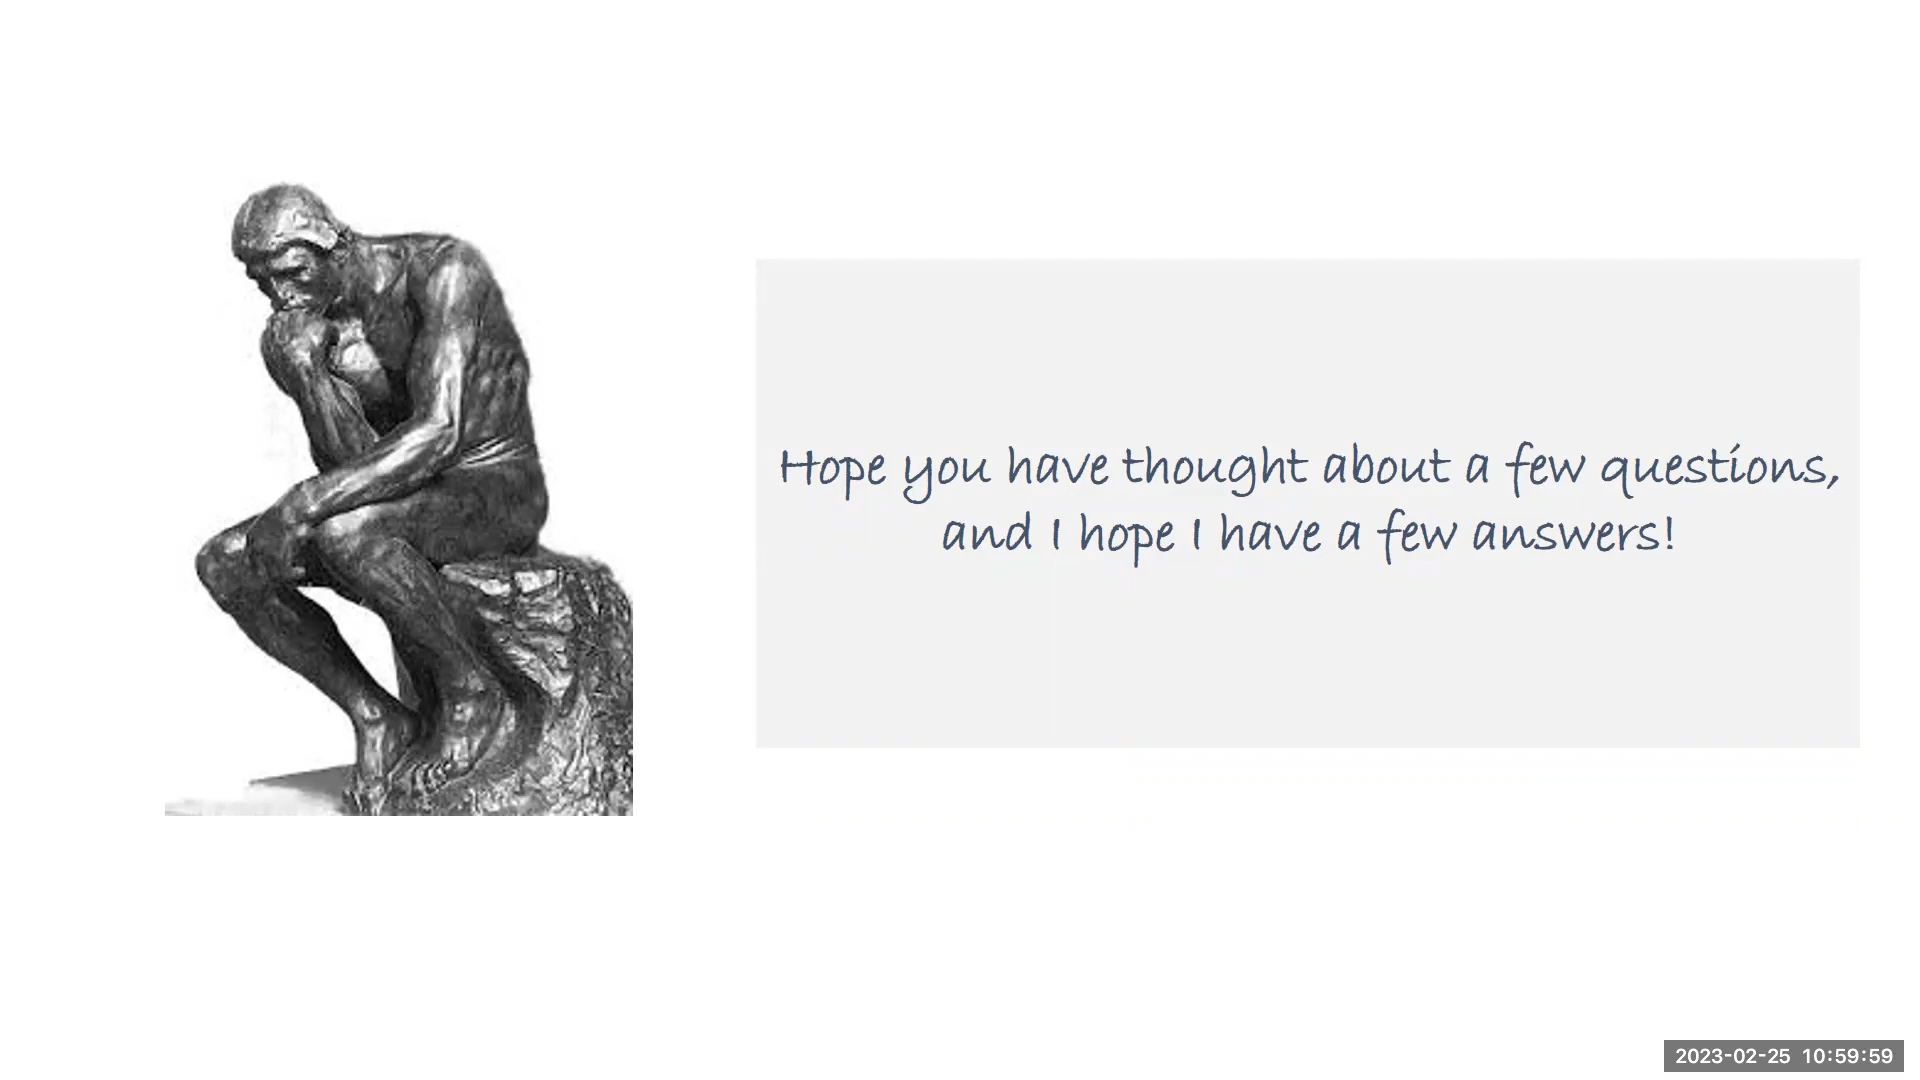 Hope you have thought about a few questions,
and I hope I have a few answers!
2023-02-25 10:59:59